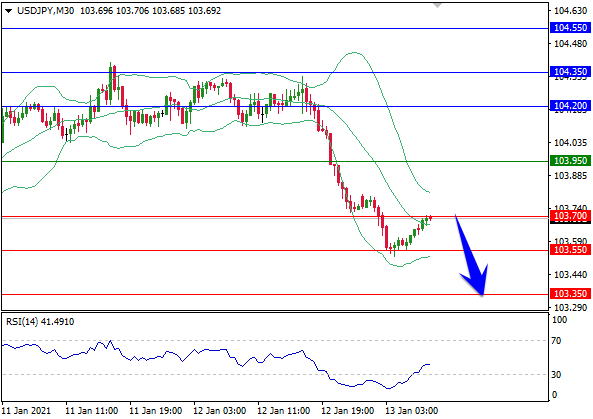 USDJPY,M30 103.696 103.706 103.685 103.692
104.630
104.550
104.480
104.350
104.200
104.035
103.950
103.885
103.740
103.700
103.590
103.550
103.440
103.350
103.290
RSI(14) 41.4910
100
70
30
0
11 Jan 2021
11 Jan 11:00
11 Jan 19:00
12 Jan 03:00
12 Jan 11:00
12 Jan 19:00
13 Jan 03:00